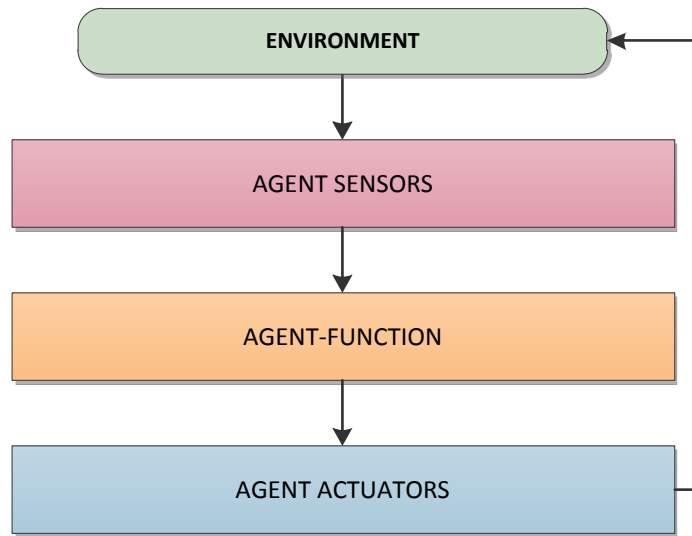 ENVIRONMENT
AGENT SENSORS
AGENT-FUNCTION
AGENT ACTUATORS